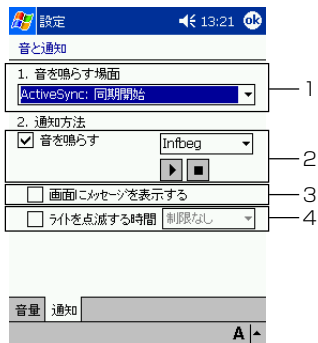 設定 13:21 ok
音と通知
1. 音を鳴らす場面
ActiveSync: 同期開始
1
2. 通知方法
音を鳴らす Infbeg
2
画面にメッセージを表示する
3
ライトを点滅する時間 制限なし
4
音量 通知
A